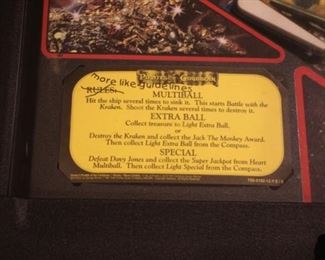 more like guidelines
RULES:
MULTIBALL
Hit the ship several times to sink it. This starts Battle with the
Kraken. Shoot the Kraken several times to destroy it.
EXTRA BALL
Collect treasure to Light Extra Ball.
or
Destroy the Kraken and collect the Jack The Monkey Award.
Then collect Light Extra Ball from the Compass.
SPECIAL
Defeat Davy Jones and collect the Super Jackpot from Heart
Multiball. Then collect Light Special from the Compass.